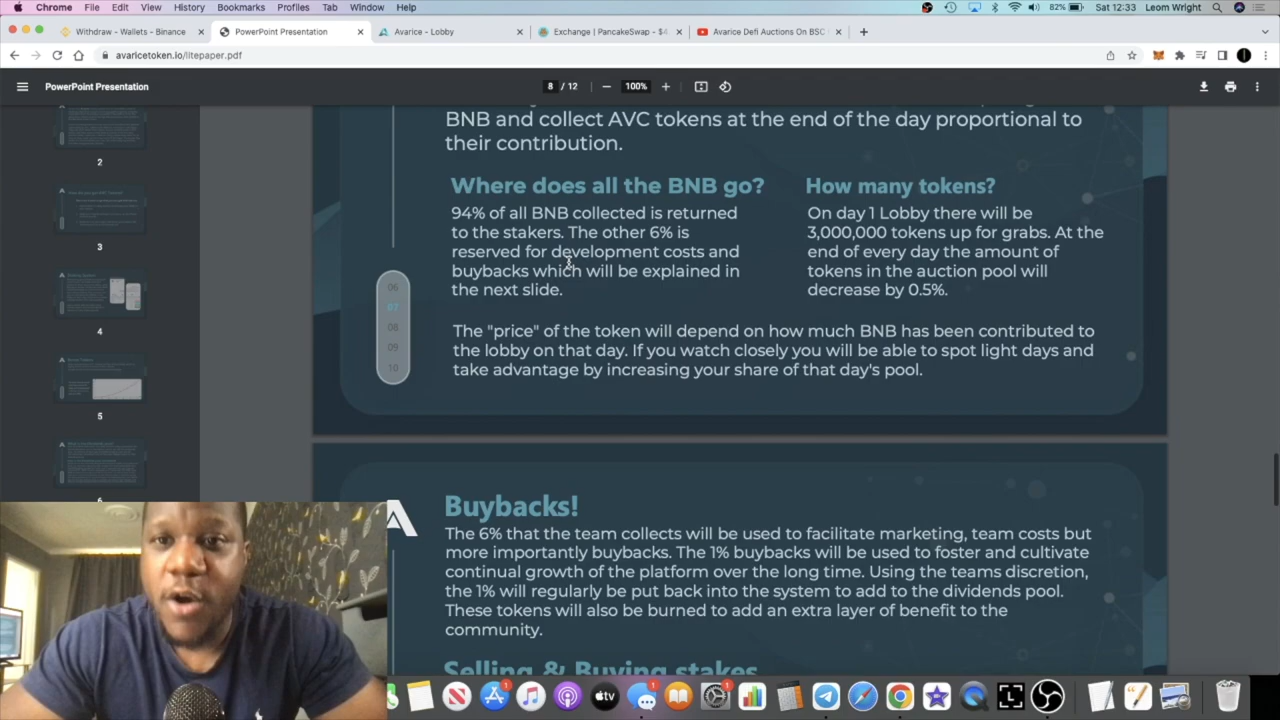 Chrome File Edit View History Bookmarks Profiles Tab Window Help 82% Sat 12:33 Leom Wright
Withdraw - Wallets - Binance PowerPoint Presentation Avarice - Lobby Exchange | PancakeSwap - $4 Avarice Defi Auctions On BSC
avaricetoken.io/litepaper.pdf
PowerPoint Presentation 8 / 12 100%
BNB and collect AVC tokens at the end of the day proportional to
their contribution.
Where does all the BNB go?
94% of all BNB collected is returned
to the stakers. The other 6% is
reserved for development costs and
buybacks which will be explained in
the next slide.
How many tokens?
On day 1 Lobby there will be
3,000,000 tokens up for grabs. At the
end of every day the amount of
tokens in the auction pool will
decrease by 0.5%.
The "price" of the token will depend on how much BNB has been contributed to
the lobby on that day. If you watch closely you will be able to spot light days and
take advantage by increasing your share of that day's pool.
06
07
08
09
10
2
3
4
5
6
Buybacks!
The 6% that the team collects will be used to facilitate marketing, team costs but
more importantly buybacks. The 1% buybacks will be used to foster and cultivate
continual growth of the platform over the long time. Using the teams discretion,
the 1% will regularly be put back into the system to add to the dividends pool.
These tokens will also be burned to add an extra layer of benefit to the
community.
Selling & Buying stakes
tv